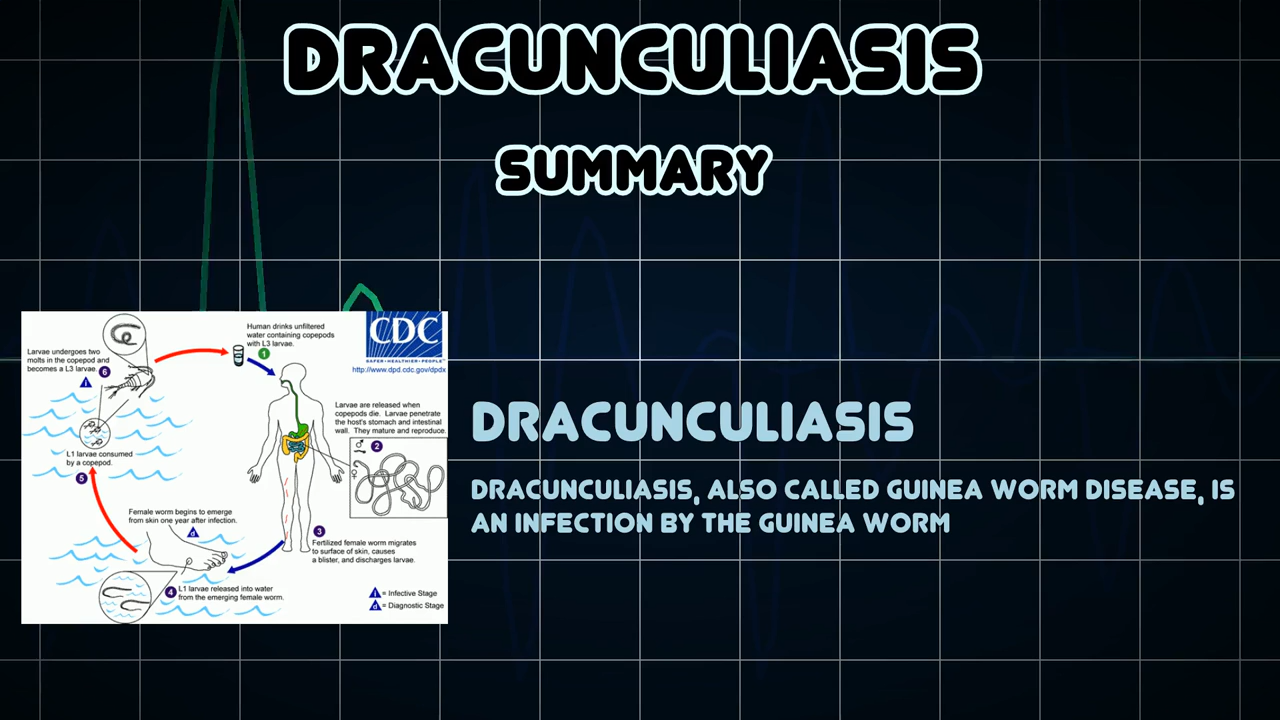 DRACUNCULIASIS
SUMMARY
Human drinks unfiltered
water containing copepods
with L3 larvae.
1
CDC
SAFER • HEALTHIER • PEOPLE™
http://www.dpd.cdc.gov/dpdx
Larvae undergoes two
molts in the copepod and
becomes a L3 larvae.
6
i
Larvae are released when
copepods die. Larvae penetrate
the host's stomach and intestinal
wall. They mature and reproduce.
♂
2
♀
L1 larvae consumed
by a copepod.
5
Female worm begins to emerge
from skin one year after infection.
d
3
Fertilized female worm migrates
to surface of skin, causes
a blister, and discharges larvae.
4
L1 larvae released into water
from the emerging female worm.
i = Infective Stage
d = Diagnostic Stage
DRACUNCULIASIS
DRACUNCULIASIS, ALSO CALLED GUINEA WORM DISEASE, IS
AN INFECTION BY THE GUINEA WORM